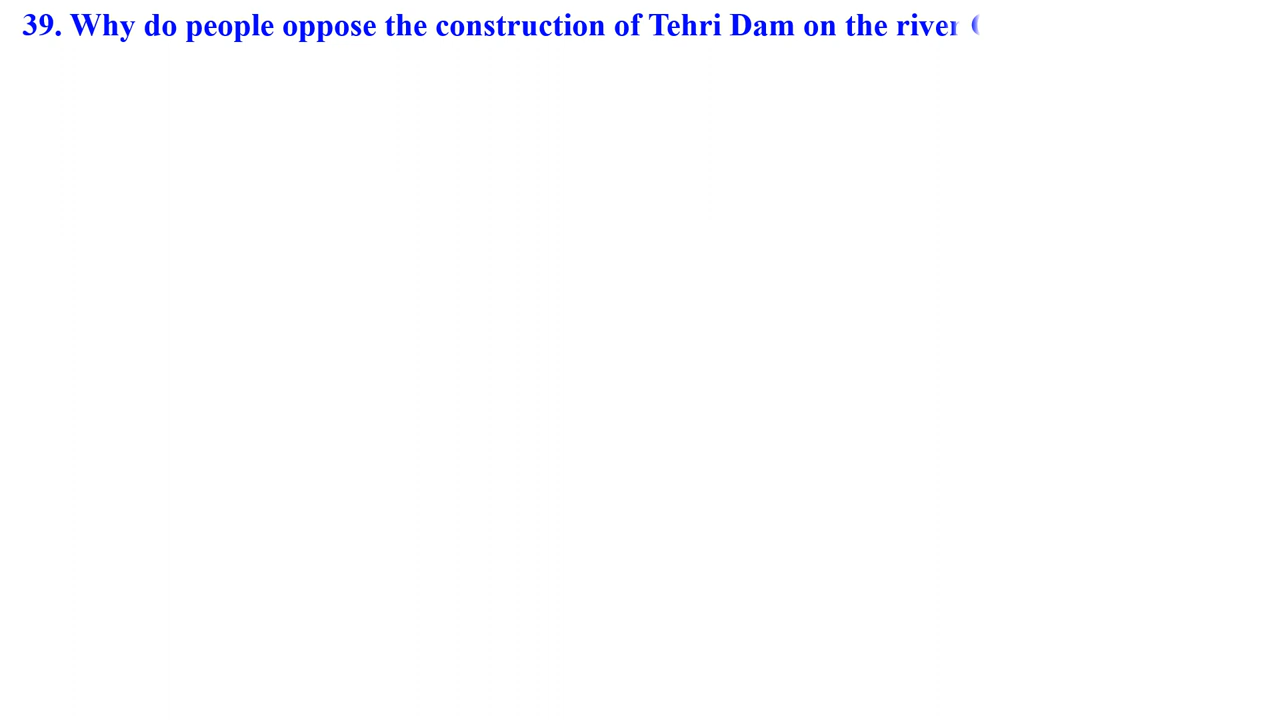 39. Why do people oppose the construction of Tehri Dam on the river